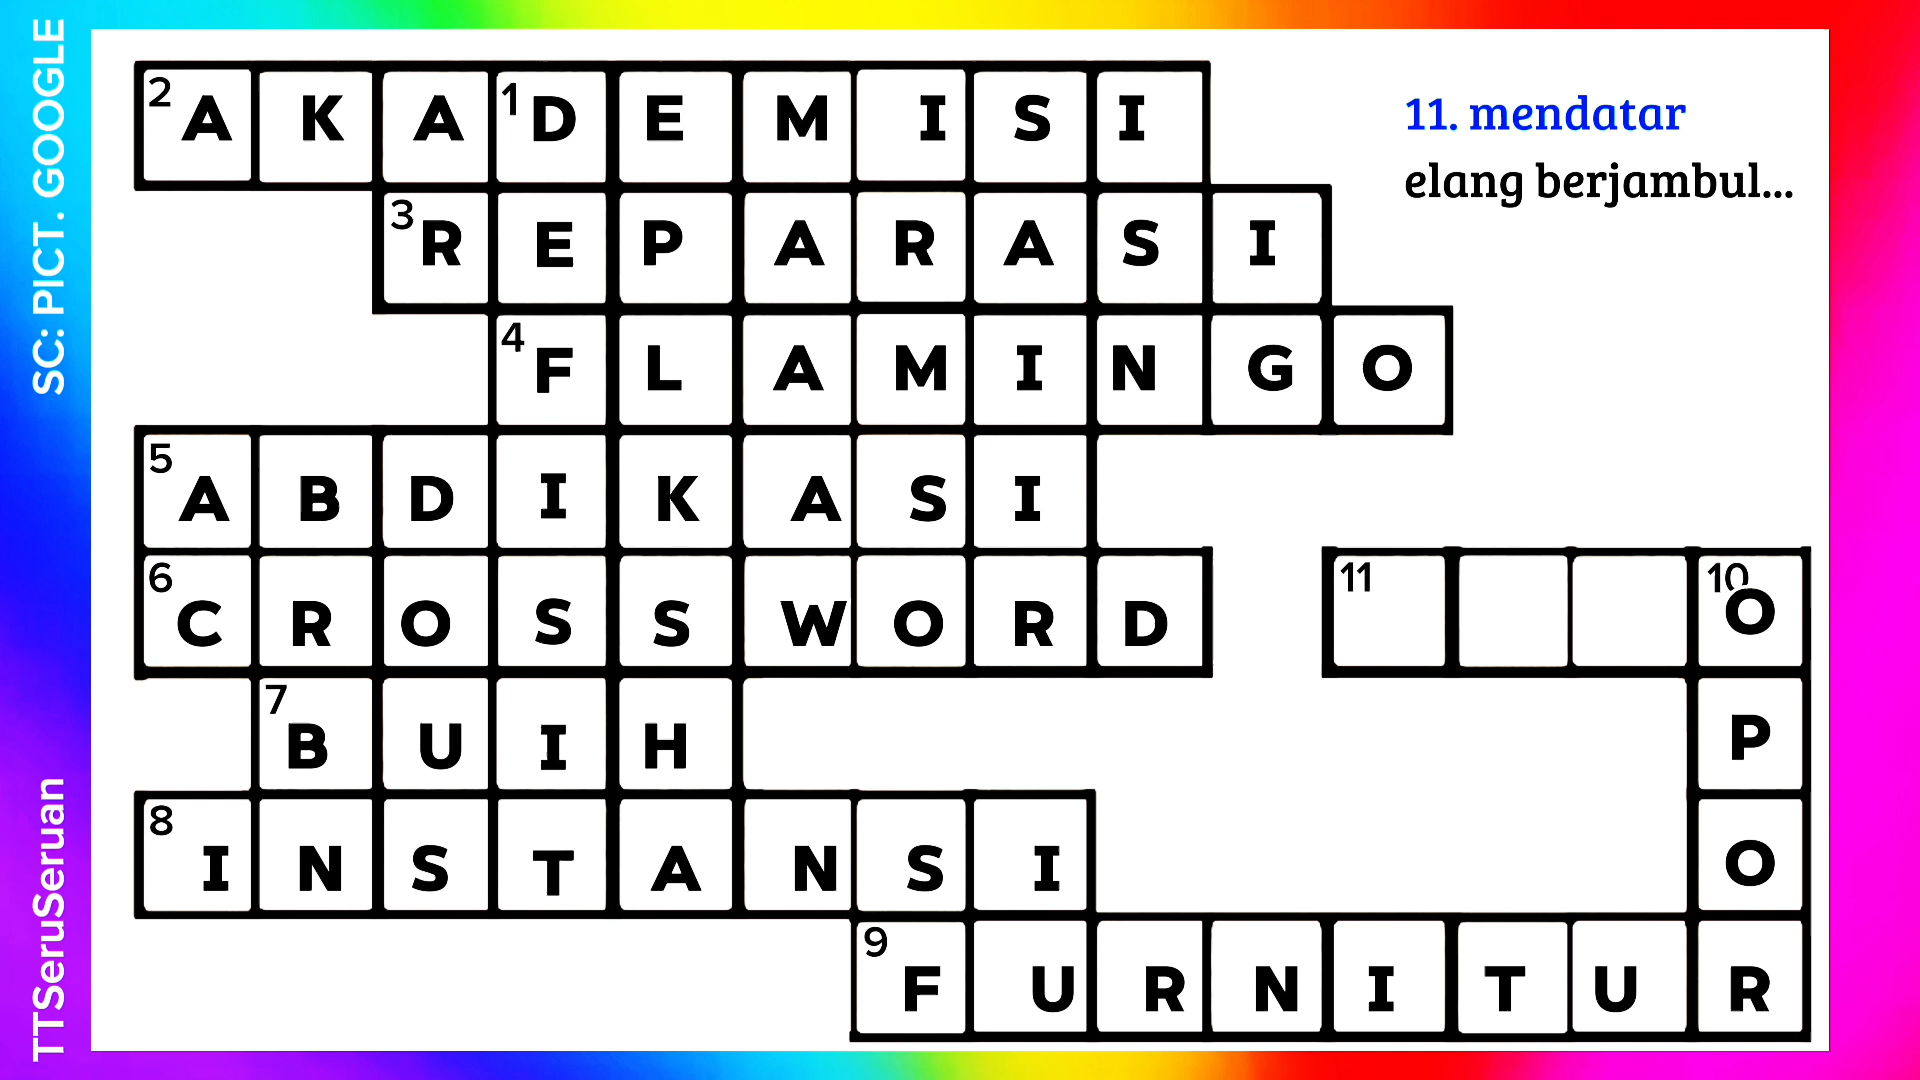 SC: PICT. GOOGLE
TTSeruSeruan
11. mendatar
elang berjambul...
2 A K A 1 D E M I S I
3 R E P A R A S I
4 F L A M I N G O
5 A B D I K A S I
6 C R O S S W O R D
11 10 O
7 B U I H
P
8 I N S T A N S I
O
9 F U R N I T U R